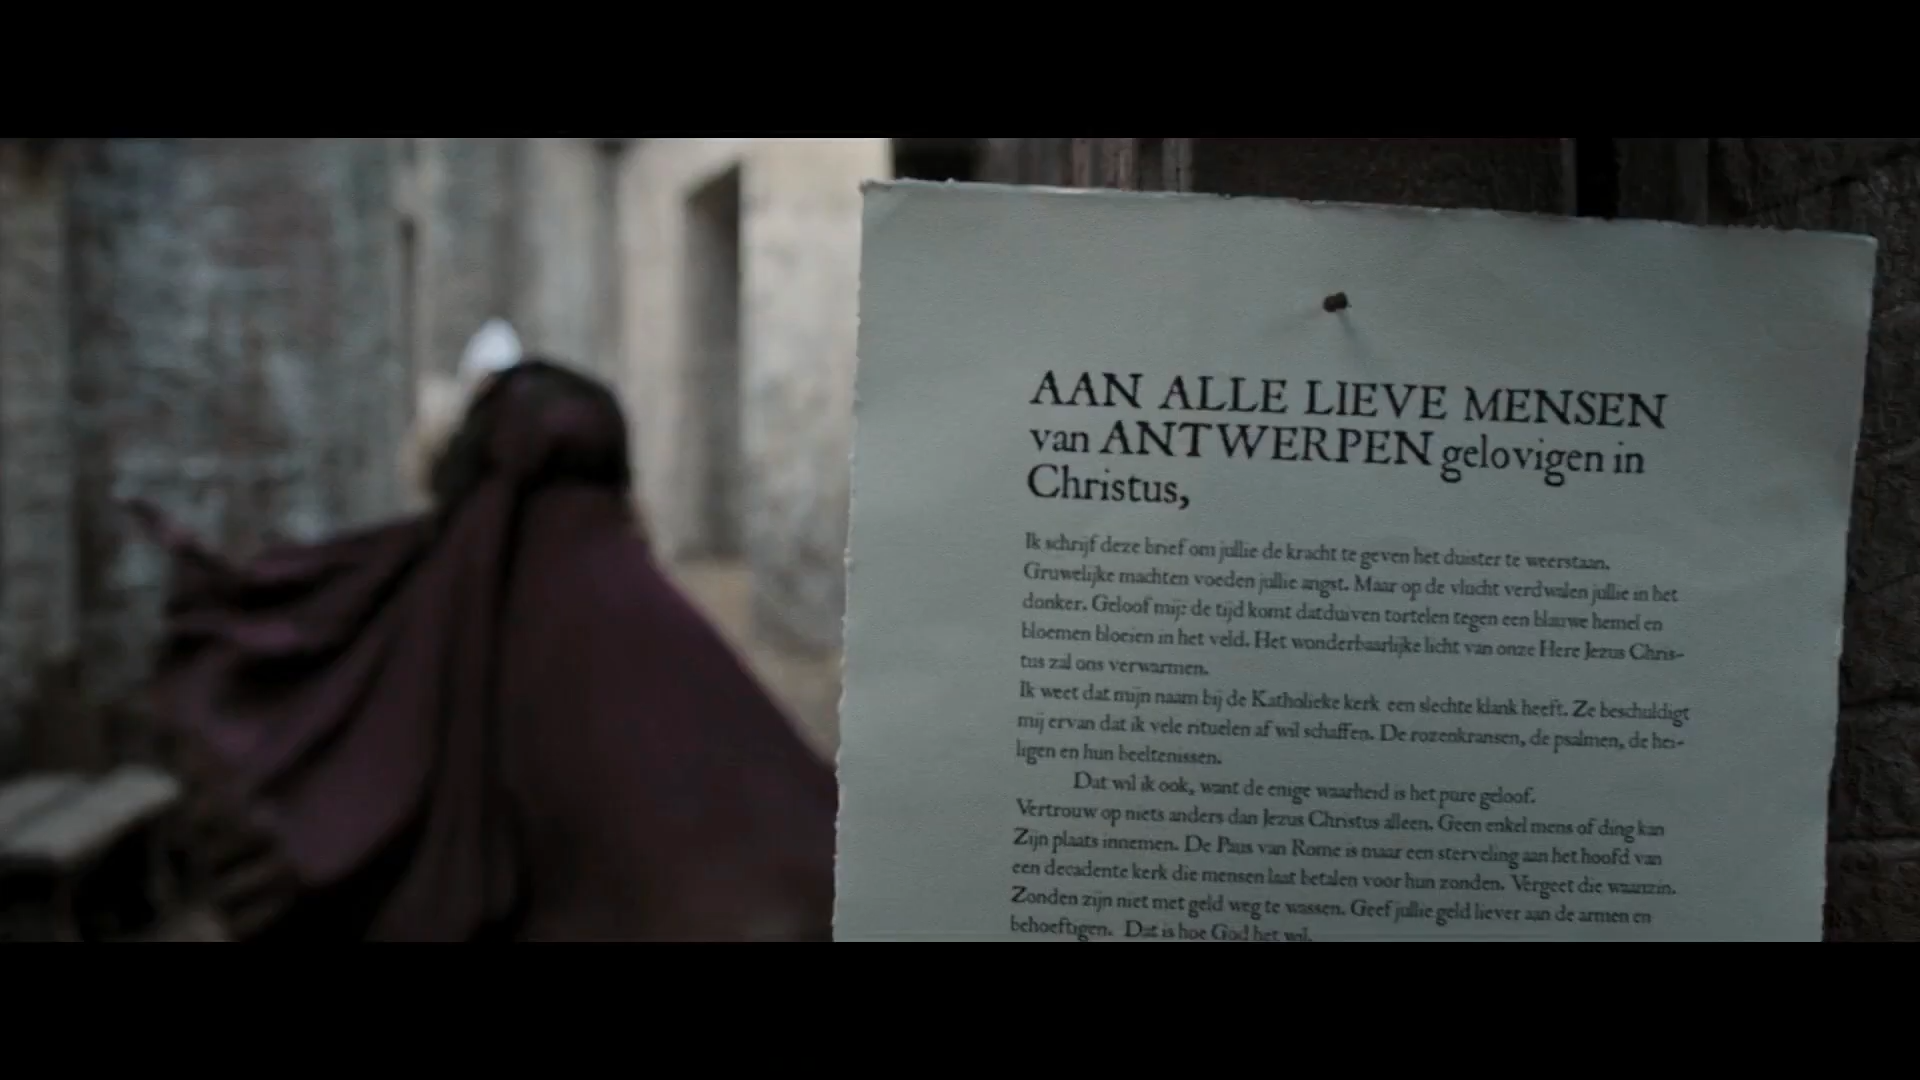 AAN ALLE LIEVE MENSEN
van ANTWERPEN gelovigen in
Christus,
Ik schrijf deze brief om jullie de kracht te geven het duister te weerstaan.
Gruwelijke machten voeden jullie angst. Maar op de vlucht verdwalen jullie in het
donker. Geloof mij: de tijd komt datduiven tortelen tegen een blauwe hemel en
bloemen bloeien in het veld. Het wonderbaarlijke licht van onze Here Jezus Chris-
tus zal ons verwarmen.
Ik weet dat mijn naam bij de Katholieke kerk een slechte klank heeft. Ze beschuldigt
mij ervan dat ik vele rituelen af wil schaffen. De rozenkransen, de psalmen, de hei-
ligen en hun beeltenissen.
Dat wil ik ook, want de enige waarheid is het pure geloof.
Vertrouw op niets anders dan Jezus Christus alleen. Geen enkel mens of ding kan
Zijn plaats innemen. De Paus van Rome is maar een sterveling aan het hoofd van
een decadente kerk die mensen laat betalen voor hun zonden. Vergeet die waanzin.
Zonden zijn niet met geld weg te wassen. Geef jullie geld liever aan de armen en
behoeftigen. Dat is hoe God het wil.